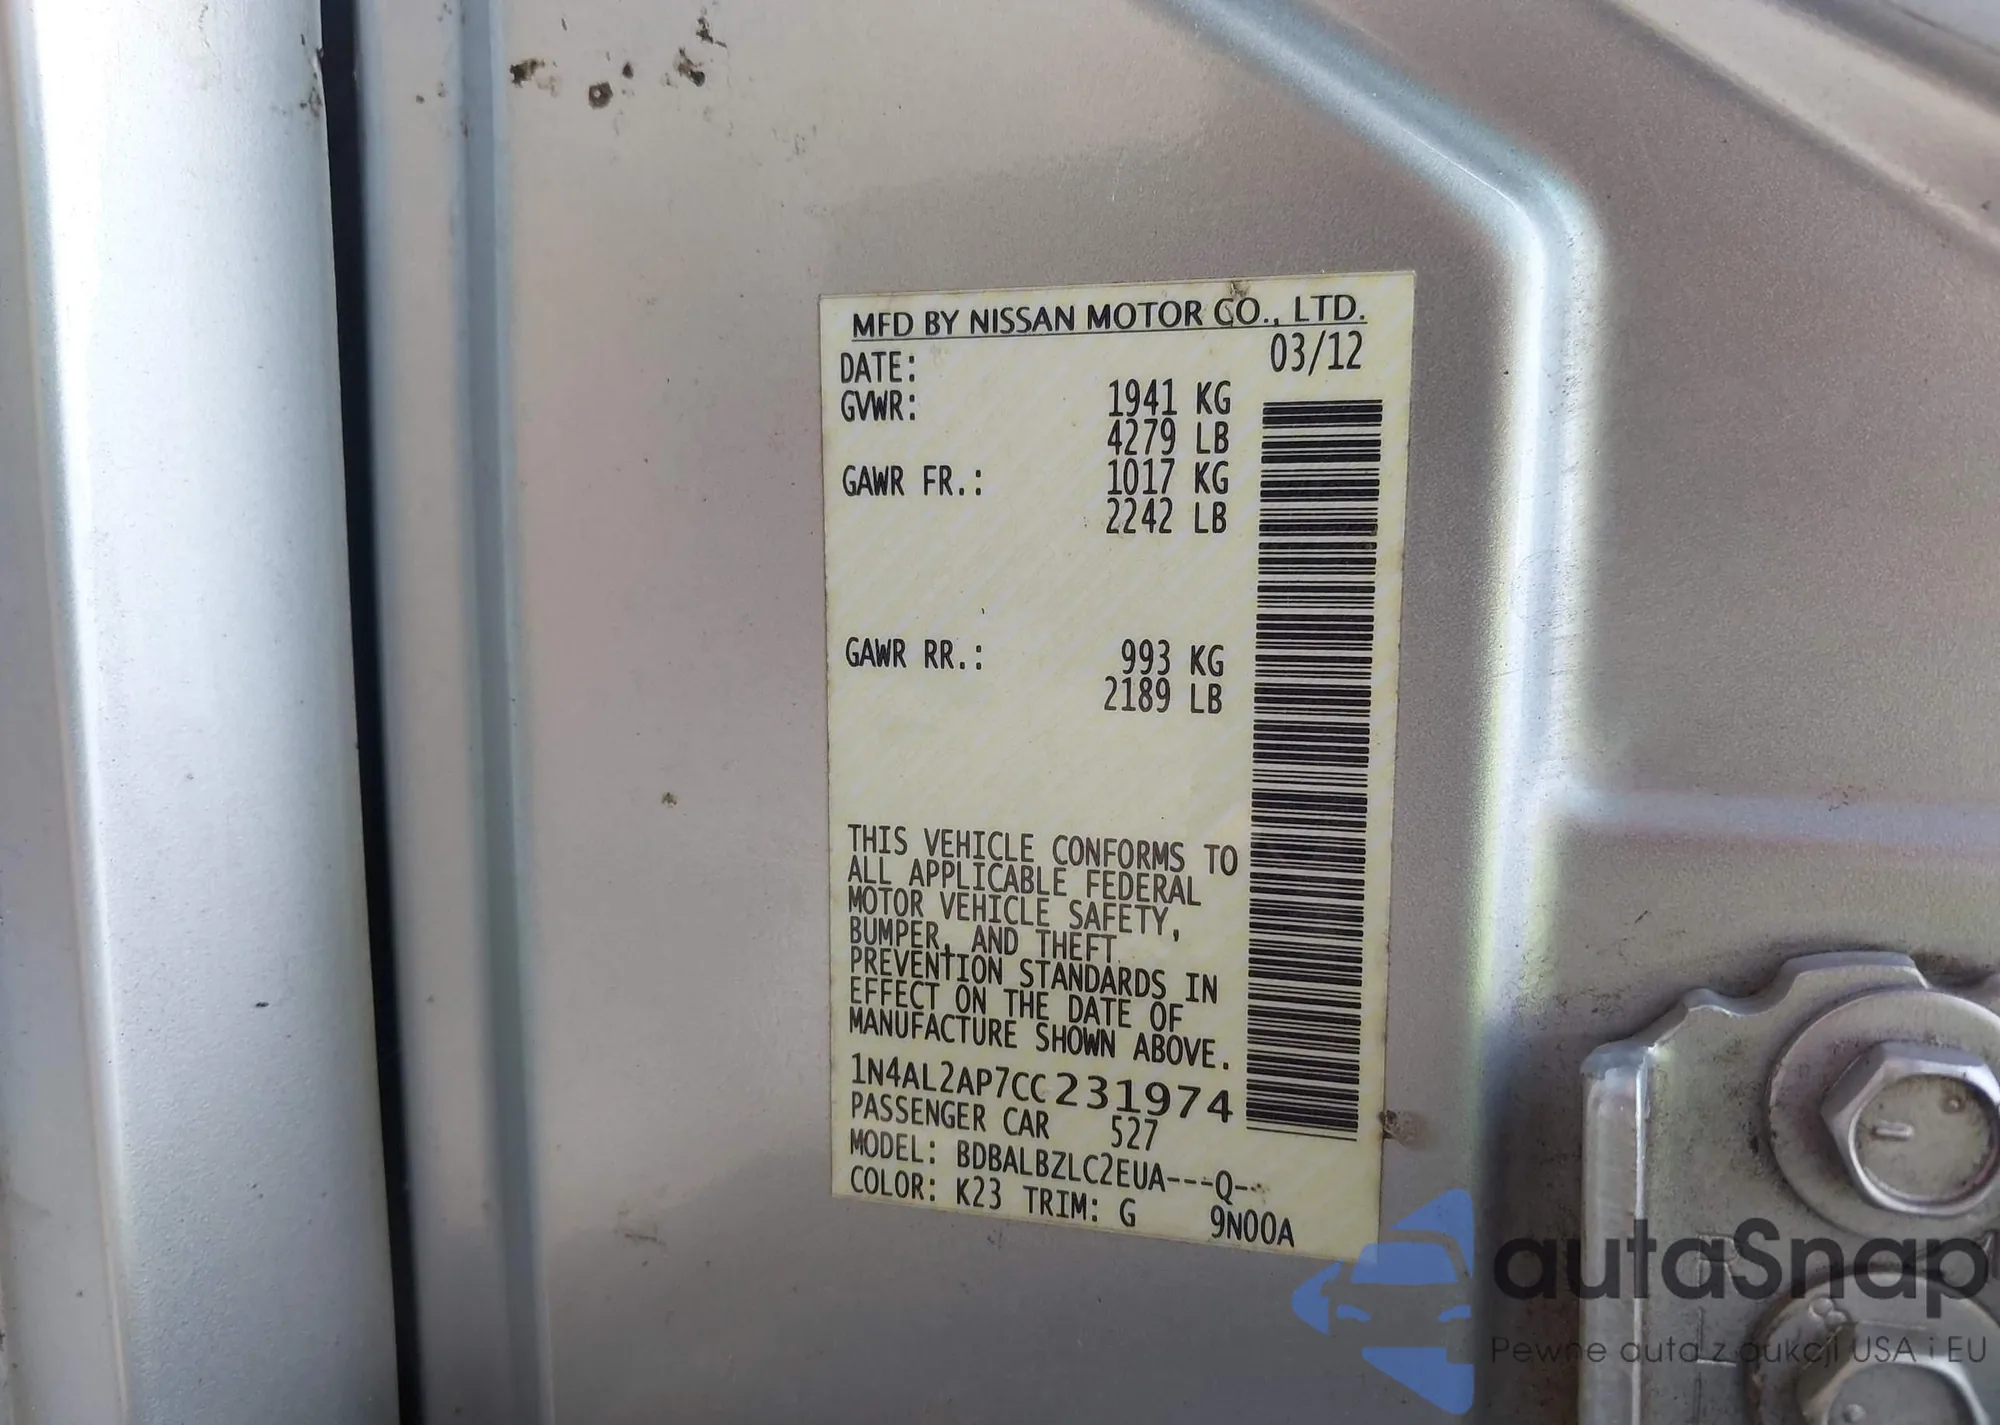 MFD BY NISSAN MOTOR CO., LTD.
DATE: 03/12
GVWR: 1941 KG
4279 LB
GAWR FR.: 1017 KG
2242 LB
GAWR RR.: 993 KG
2189 LB
THIS VEHICLE CONFORMS TO
ALL APPLICABLE FEDERAL
MOTOR VEHICLE SAFETY,
BUMPER, AND THEFT
PREVENTION STANDARDS IN
EFFECT ON THE DATE OF
MANUFACTURE SHOWN ABOVE.
1N4AL2AP7CC231974
PASSENGER CAR 527
MODEL: BDBALBZLC2EUA---Q--
COLOR: K23 TRIM: G 9N00A
autaSnap
Pewne auta z aukcji USA i EU